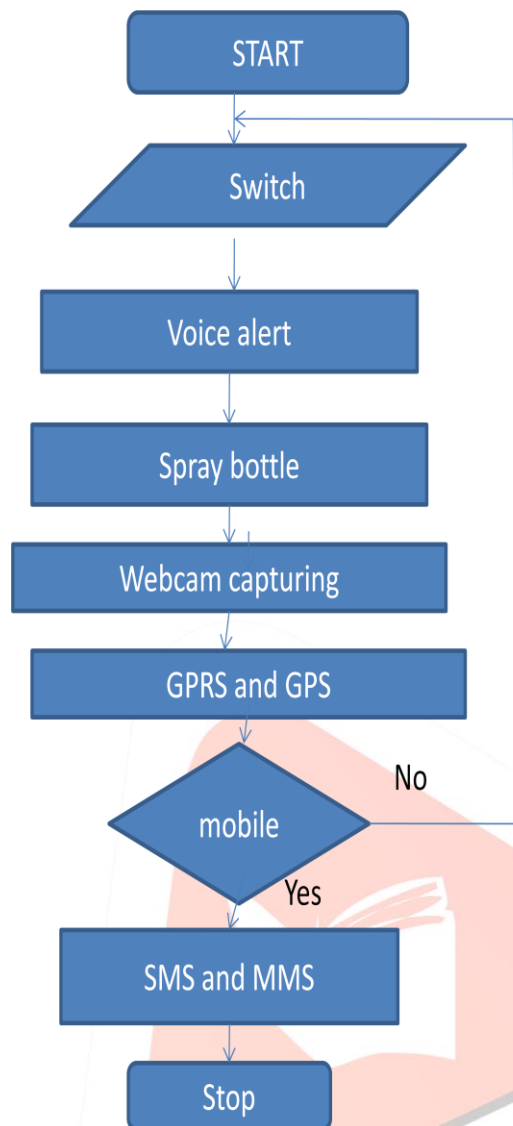 START
Switch
Voice alert
Spray bottle
Webcam capturing
GPRS and GPS
mobile
No
Yes
SMS and MMS
Stop